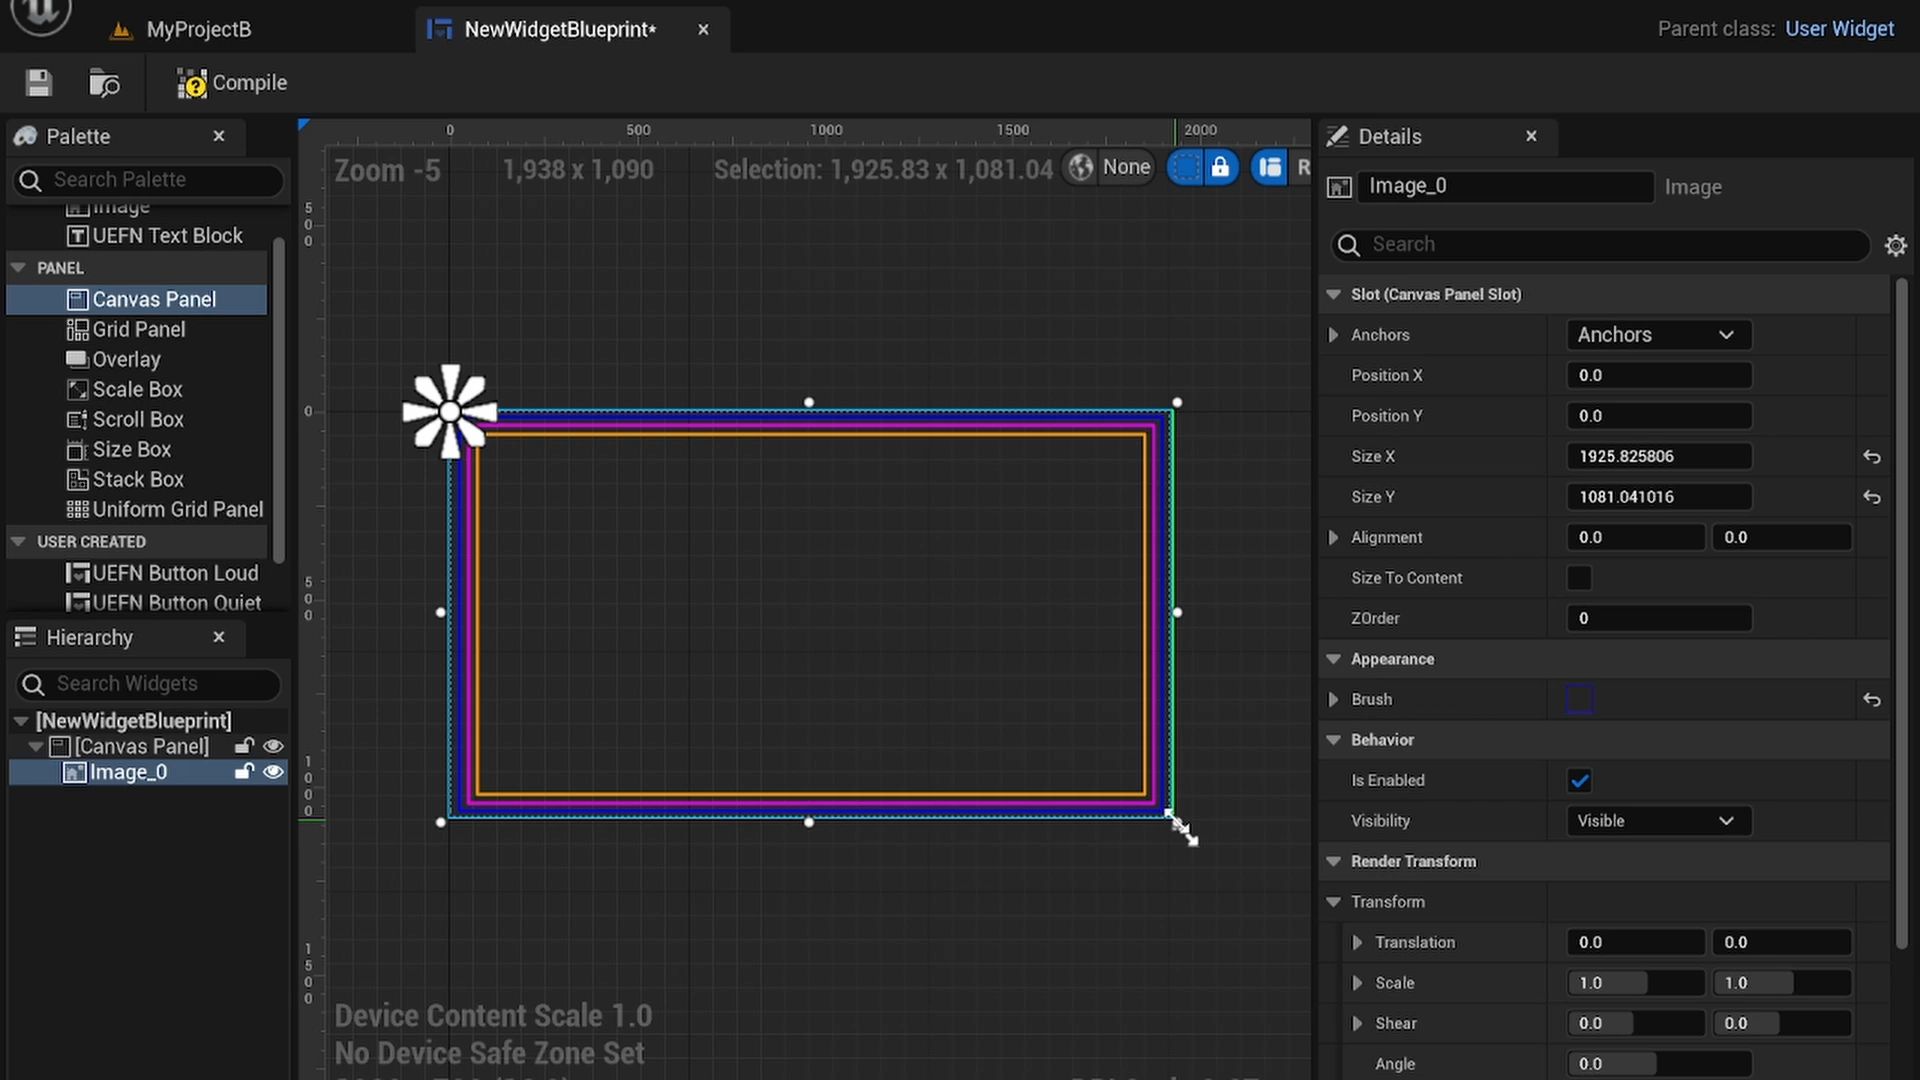 MyProjectB
NewWidgetBlueprint*
Parent class: User Widget
Compile
Palette
Search Palette
Image
UEFN Text Block
PANEL
Canvas Panel
Grid Panel
Overlay
Scale Box
Scroll Box
Size Box
Stack Box
Uniform Grid Panel
USER CREATED
UEFN Button Loud
UEFN Button Quiet
Hierarchy
Search Widgets
[NewWidgetBlueprint]
[Canvas Panel]
Image_0
0 500 1000 1500 2000
Zoom -5 1,938 x 1,090 Selection: 1,925.83 x 1,081.04 None R
500
0
500
1000
1500
Device Content Scale 1.0
No Device Safe Zone Set
Details
Image_0 Image
Search
Slot (Canvas Panel Slot)
Anchors Anchors
Position X 0.0
Position Y 0.0
Size X 1925.825806
Size Y 1081.041016
Alignment 0.0 0.0
Size To Content
ZOrder 0
Appearance
Brush
Behavior
Is Enabled
Visibility Visible
Render Transform
Transform
Translation 0.0 0.0
Scale 1.0 1.0
Shear 0.0 0.0
Angle 0.0